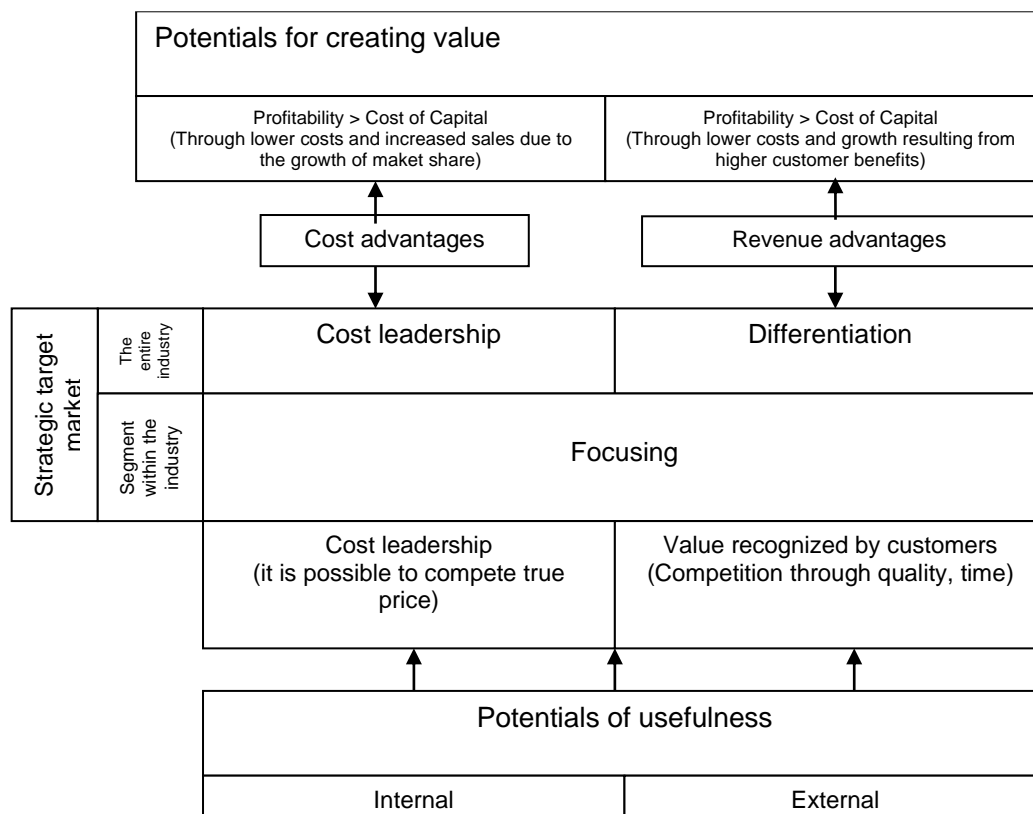 Potentials for creating value
Profitability > Cost of Capital
(Through lower costs and increased sales due to
the growth of maket share)
Profitability > Cost of Capital
(Through lower costs and growth resulting from
higher customer benefits)
Cost advantages
Revenue advantages
Strategic target
market
The
entire
industry
Cost leadership
Differentiation
Segment
within the
industry
Focusing
Cost leadership
(it is possible to compete true
price)
Value recognized by customers
(Competition through quality, time)
Potentials of usefulness
Internal
External